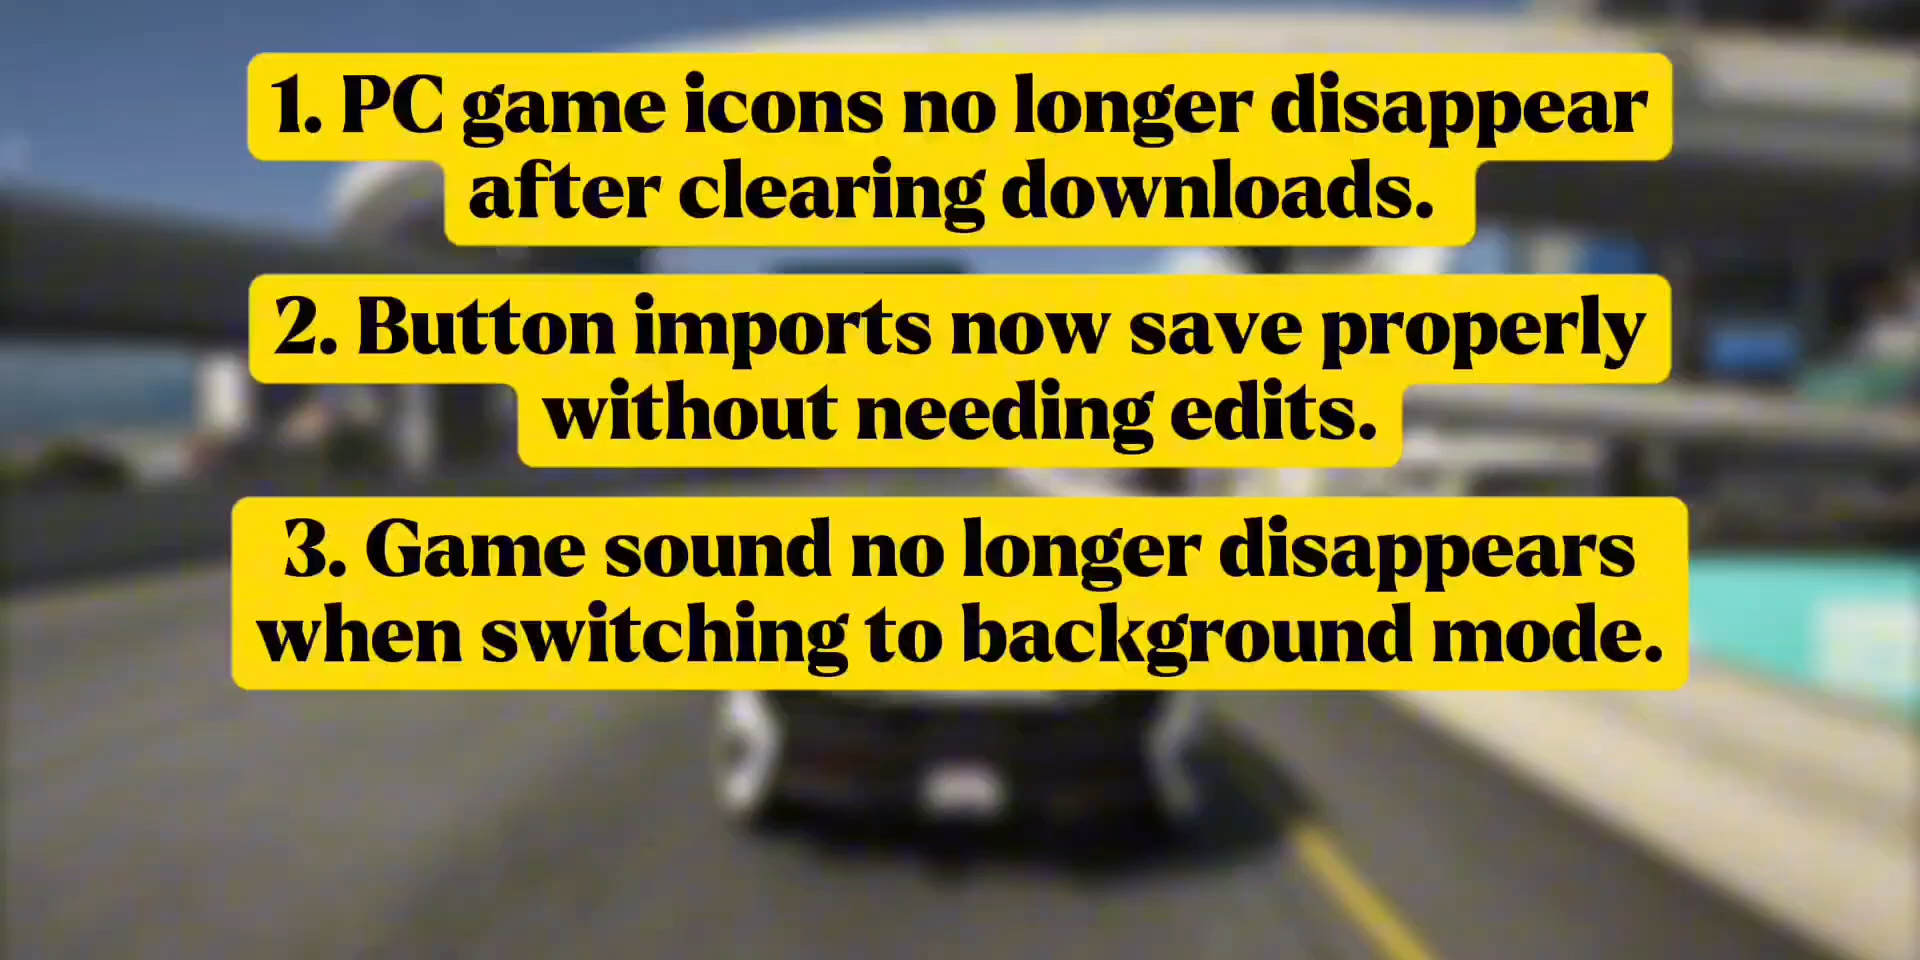 1. PC game icons no longer disappear
after clearing downloads.
2. Button imports now save properly
without needing edits.
3. Game sound no longer disappears
when switching to background mode.